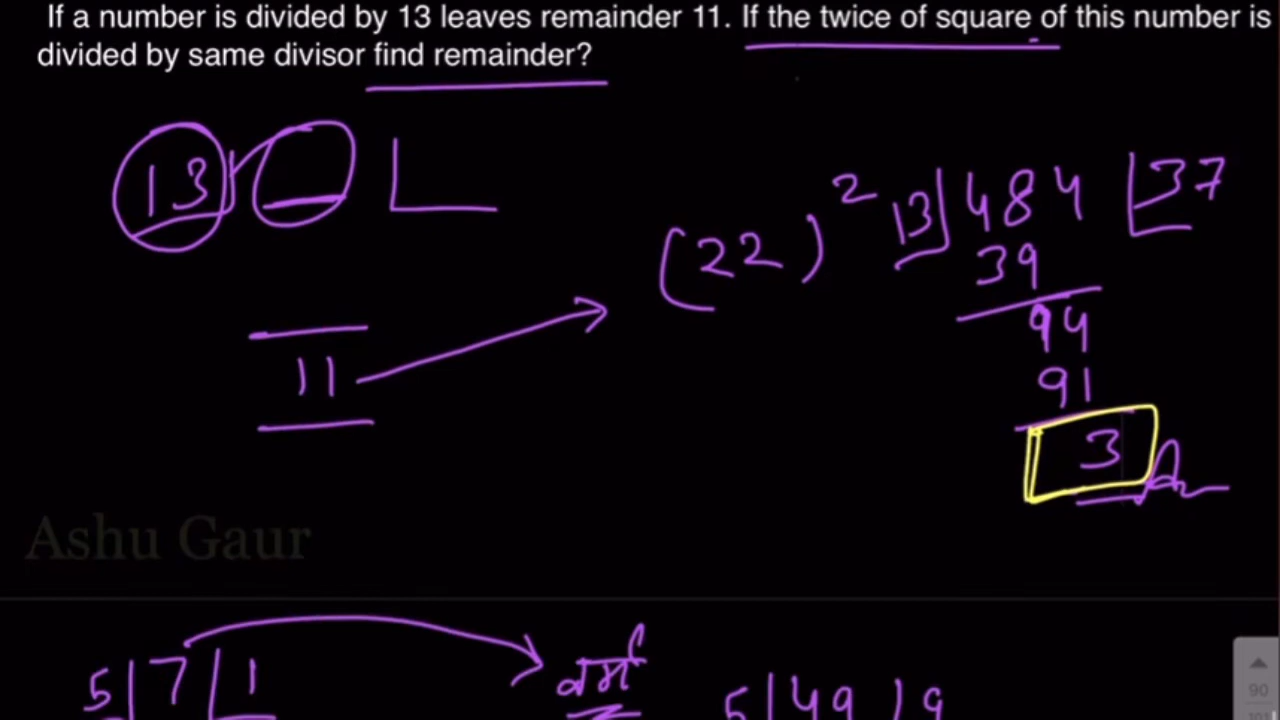 If a number is divided by 13 leaves remainder 11. If the twice of square of this number is
divided by same divisor find remainder?
13
11
(22)² 13 484 37
39
94
91
3
Ashu Gaur
5 7 1
वर्ग
5 49 9
90